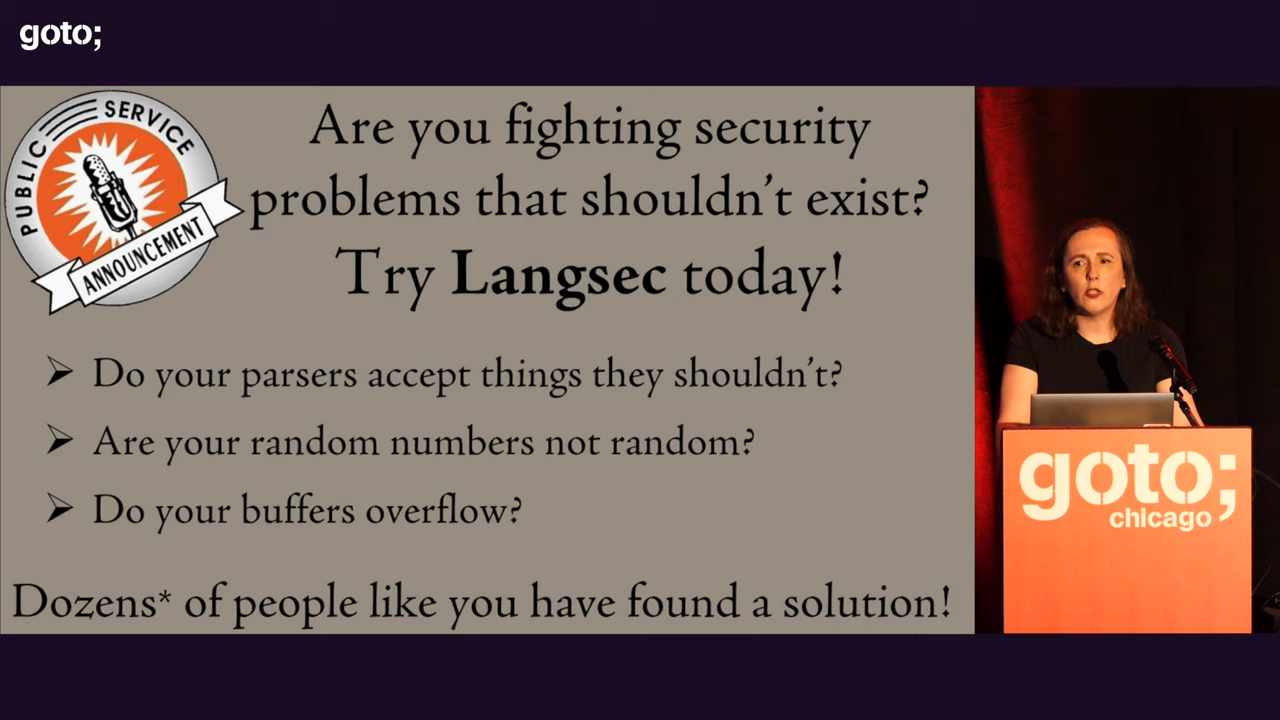 goto;
PUBLIC SERVICE
ANNOUNCEMENT
Are you fighting security
problems that shouldn't exist?
Try Langsec today!
➢ Do your parsers accept things they shouldn't?
➢ Are your random numbers not random?
➢ Do your buffers overflow?
Dozens* of people like you have found a solution!
goto;
chicago